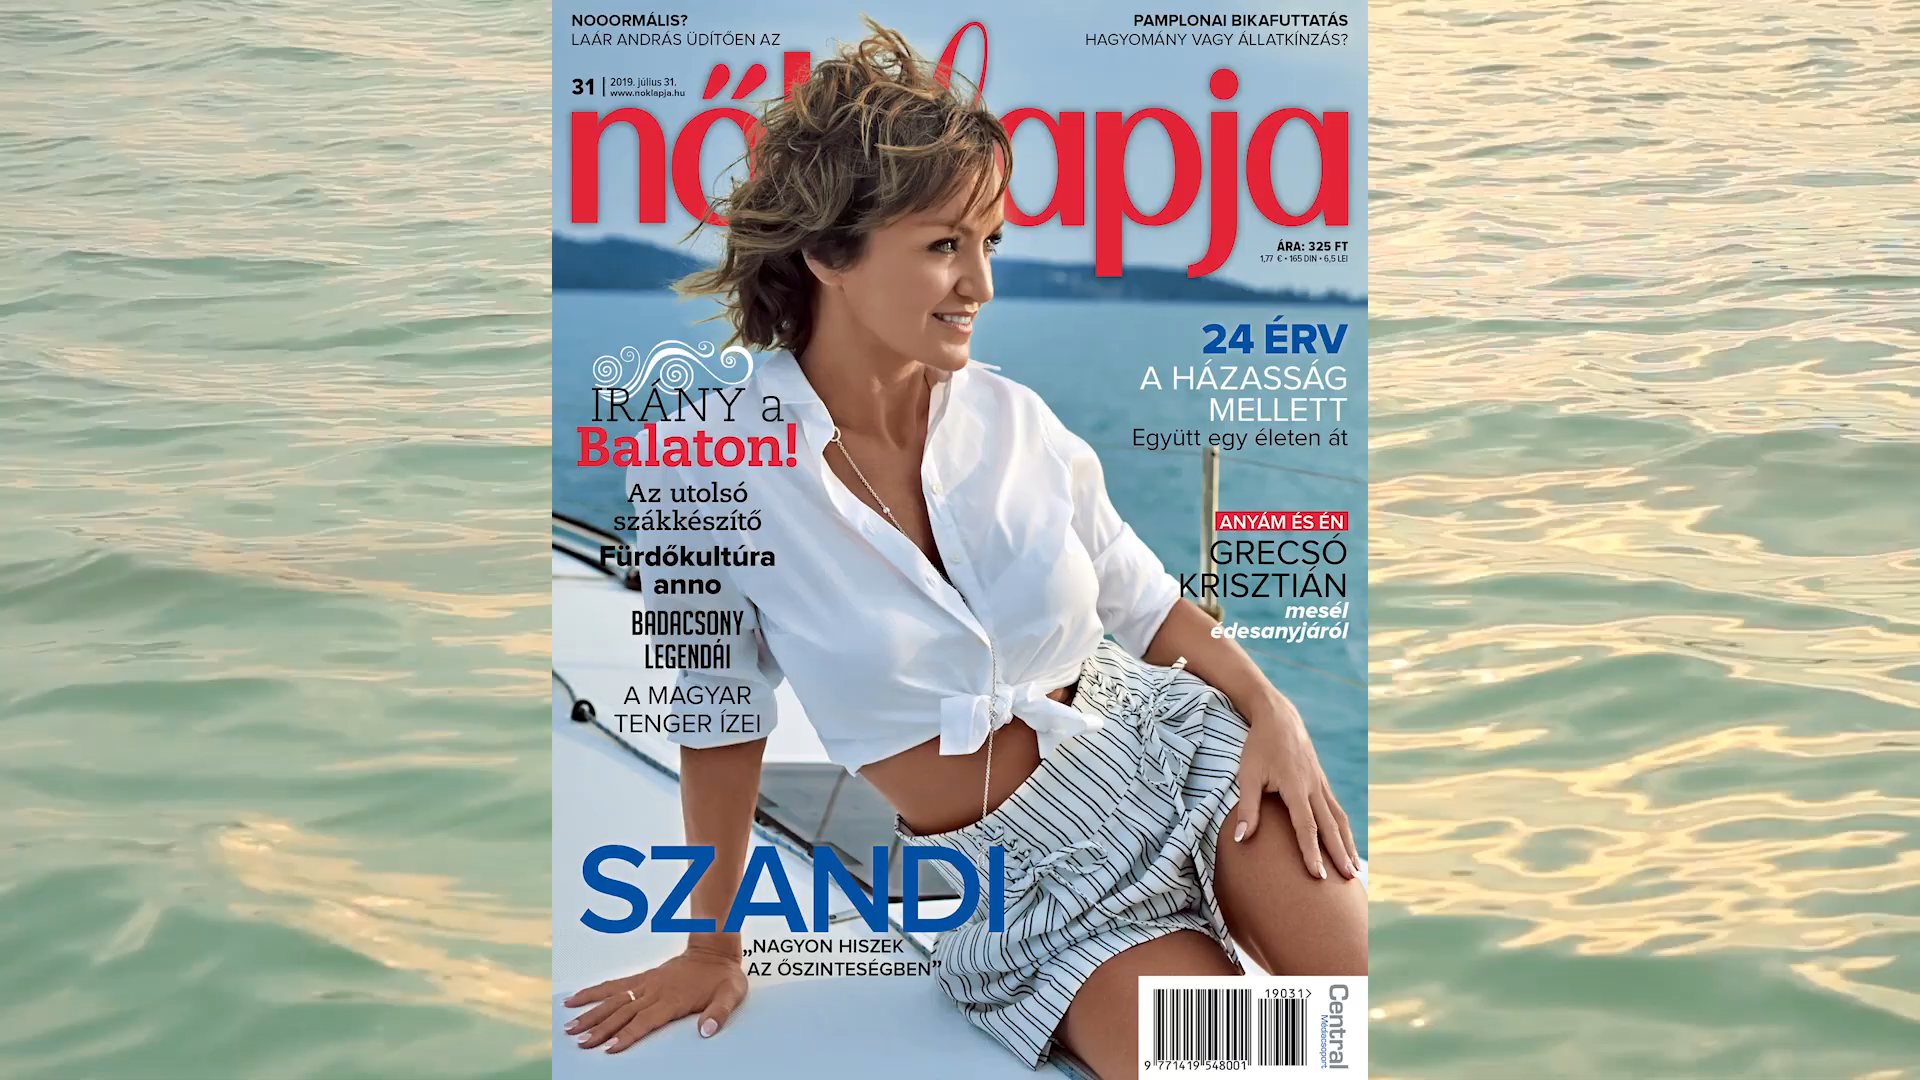 NOOORMÁLIS?
LAÁR ANDRÁS ÜDÍTŐEN AZ
PAMPLONAI BIKAFUTTATÁS
HAGYOMÁNY VAGY ÁLLATKÍNZÁS?
31 | 2019. július 31.
www.noklapja.hu
nők lapja
ÁRA: 325 FT
1,77 € • 165 DIN • 6,5 LEI
24 ÉRV
A HÁZASSÁG
MELLETT
Együtt egy életen át
IRÁNY a
Balaton!
Az utolsó
szákkészítő
Fürdőkultúra
anno
BADACSONY
LEGENDÁI
A MAGYAR
TENGER ÍZEI
ANYÁM ÉS ÉN
GRECSÓ
KRISZTIÁN
mesél
édesanyjáról
SZANDI
„NAGYON HISZEK
AZ ŐSZINTESÉGBEN”
19031>
9 771419 548001
Central
Médiacsoport